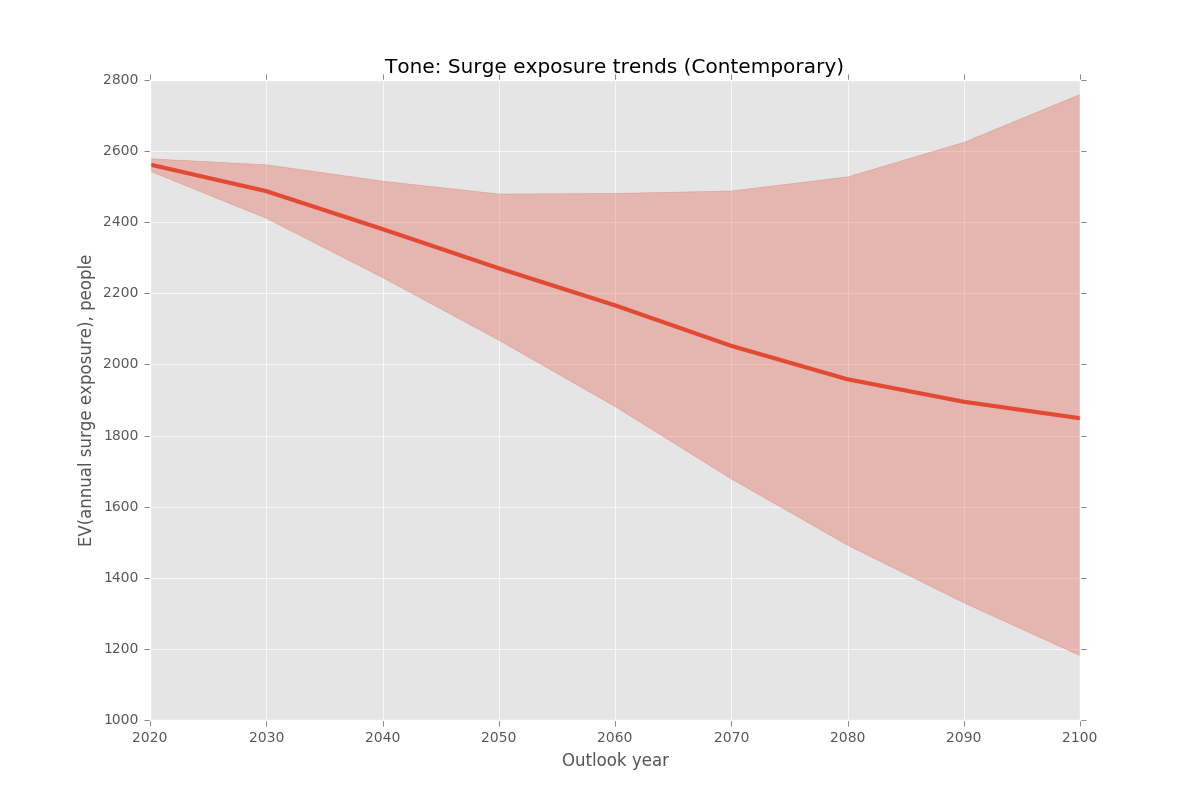 Tone: Surge exposure trends (Contemporary)
2800
2600
2400
2200
2000
1800
1600
1400
1200
1000
EV(annual surge exposure), people
2020 2030 2040 2050 2060 2070 2080 2090 2100
Outlook year